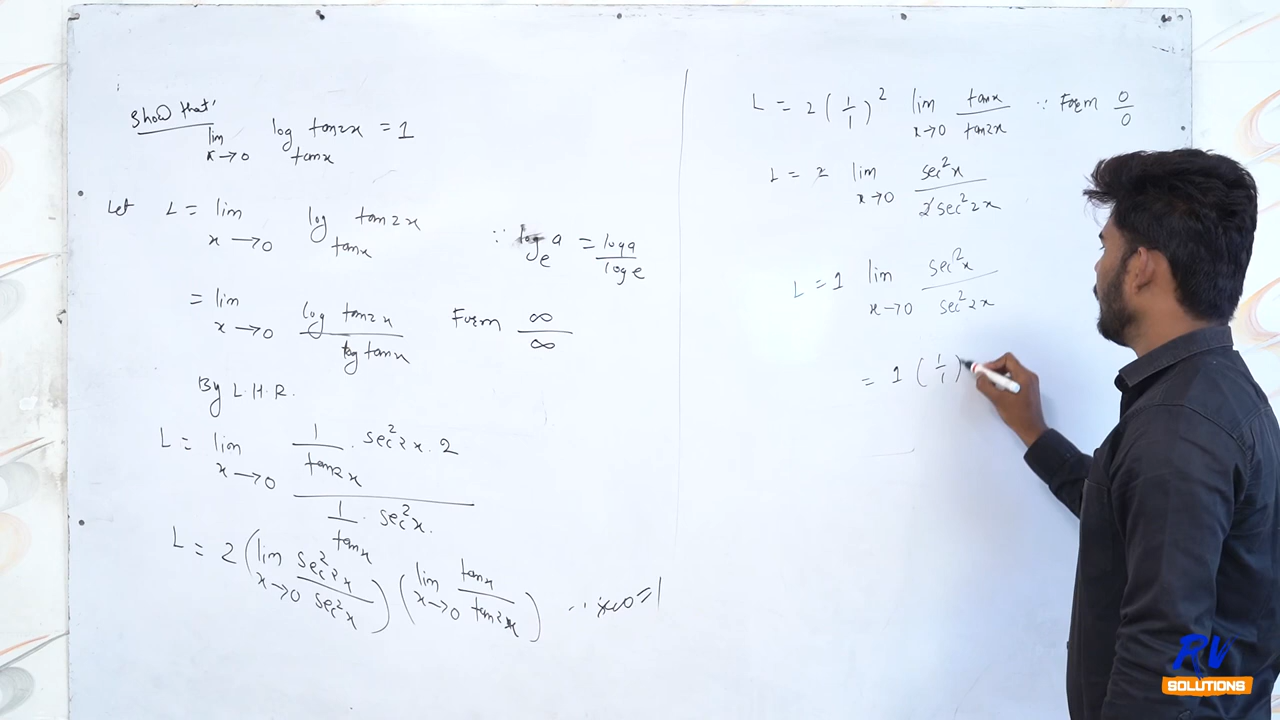 Show that'
lim x→0 log tanx tan2x = 1
Let L = lim x→0 log tanx tan2x
∵ log e a = log a / log e
= lim x→0 log tan2x / log tanx Form ∞/∞
By L.H.R.
L = lim x→0 1/tan2x . sec²2x . 2 / 1/tanx . sec²x.
L = 2 ( lim x→0 sec²2x / sec²x ) ( lim x→0 tanx / tan2x )
L = 2 (1/1)² lim x→0 tanx / tan2x ∵ Form 0/0
L = 2 lim x→0 sec²x / 2 sec²2x
L = 1 lim x→0 sec²x / sec²2x
= 1 (1/1)
RV
SOLUTIONS